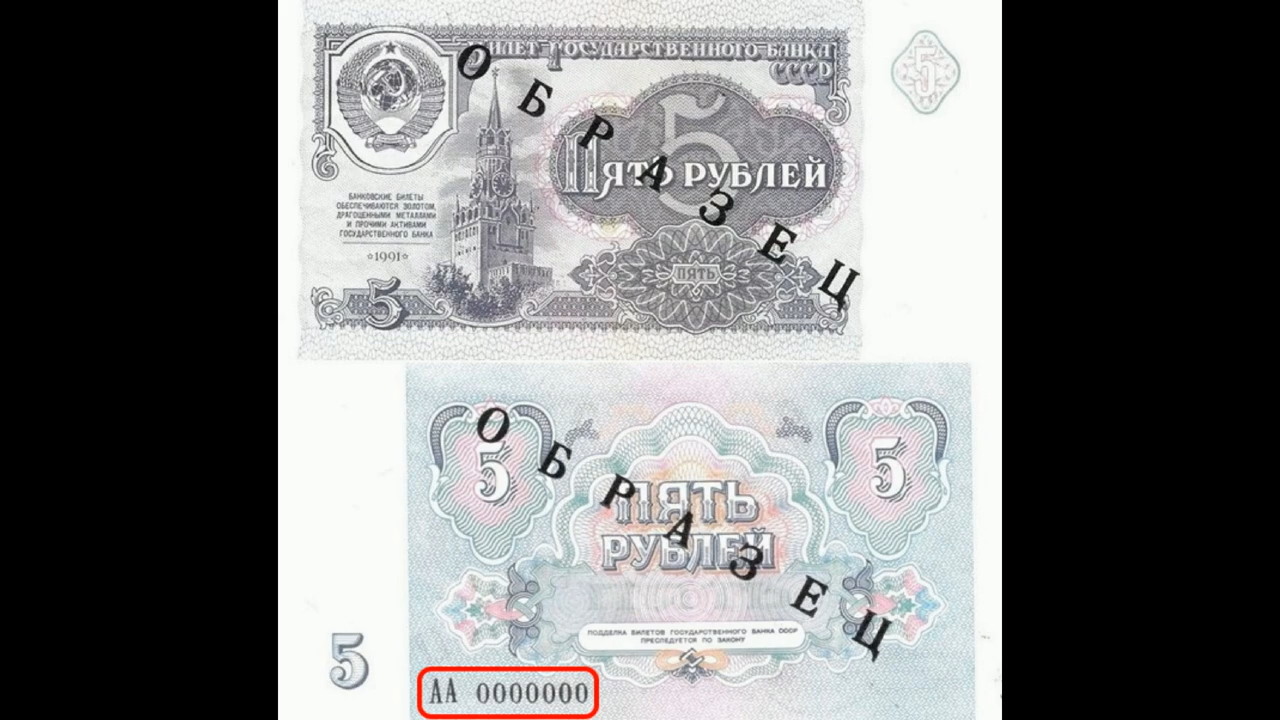 БИЛЕТ ГОСУДАРСТВЕННОГО БАНКА
СССР
5
5
ПЯТЬ РУБЛЕЙ
БАНКОВСКИЕ БИЛЕТЫ
ОБЕСПЕЧИВАЮТСЯ ЗОЛОТОМ,
ДРАГОЦЕННЫМИ МЕТАЛЛАМИ
И ПРОЧИМИ АКТИВАМИ
ГОСУДАРСТВЕННОГО БАНКА
1991
ПЯТЬ
5
5
ОБРАЗЕЦ
5
5
ПЯТЬ
РУБЛЕЙ
ОБРАЗЕЦ
ПОДДЕЛКА БИЛЕТОВ ГОСУДАРСТВЕННОГО БАНКА СССР
ПРЕСЛЕДУЕТСЯ ПО ЗАКОНУ
5
АА 0000000